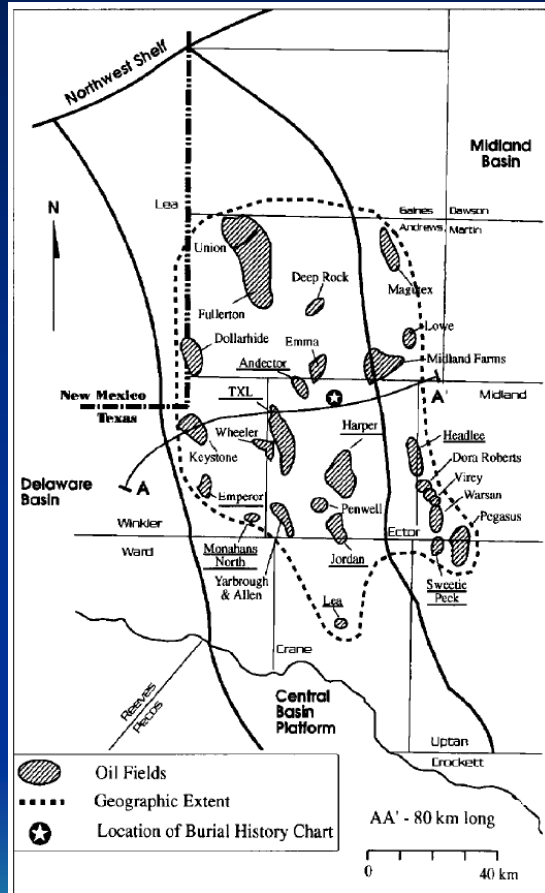 Northwest Shelf
Midland
Basin
N
Lea
Gaines
Dawson
Andrews
Martin
Union
Deep Rock
Magutex
Fullerton
Lowe
Dollarhide
Emma
Midland Farms
Andector
New Mexico
Texas
TXL
A'
Midland
Wheeler
Harper
Headlee
Keystone
Dora Roberts
Delaware
Basin
A
Virey
Emperor
Warsan
Penwell
Pegasus
Winkler
Ector
Ward
Monahans
North
Jordan
Yarbrough
& Allen
Sweetie
Peck
Lea
Crane
Reeves
Pecos
Central
Basin
Platform
Uptan
Crockett
Oil Fields
Geographic Extent
Location of Burial History Chart
AA' - 80 km long
0 40 km